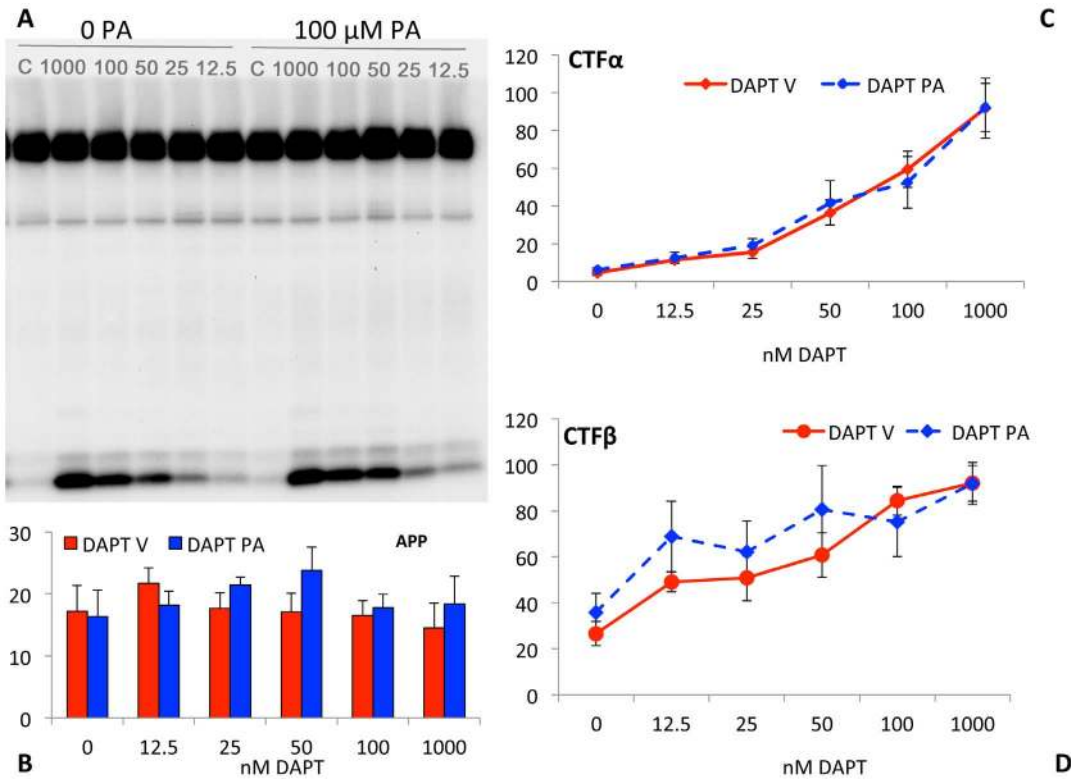 A
0 PA 100 µM PA
C 1000 100 50 25 12.5 C 1000 100 50 25 12.5
C
CTFα
DAPT V DAPT PA
120
100
80
60
40
20
0
0 12.5 25 50 100 1000
nM DAPT
CTFβ
DAPT V DAPT PA
120
100
80
60
40
20
0
0 12.5 25 50 100 1000
nM DAPT
D
30
20
10
0
DAPT V DAPT PA APP
0 12.5 25 50 100 1000
nM DAPT
B